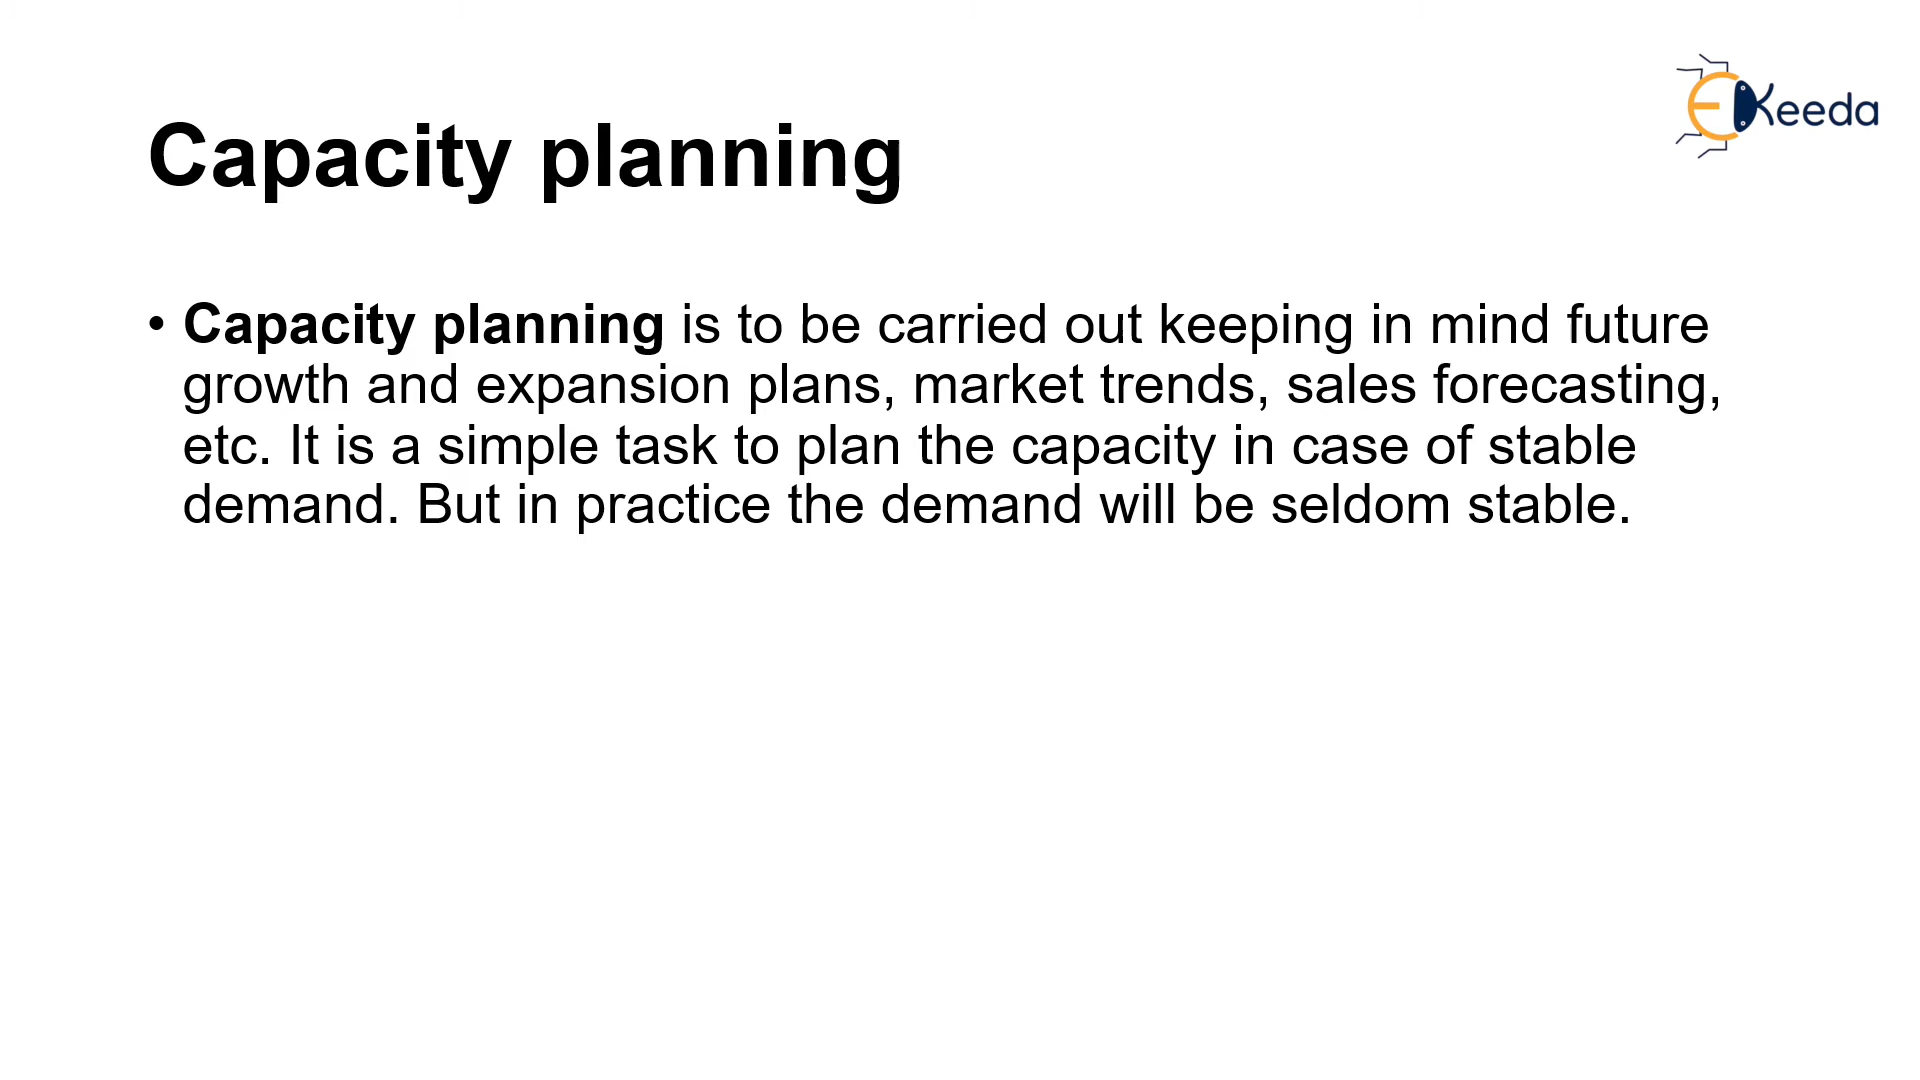 EKeeda
Capacity planning
• Capacity planning is to be carried out keeping in mind future
growth and expansion plans, market trends, sales forecasting,
etc. It is a simple task to plan the capacity in case of stable
demand. But in practice the demand will be seldom stable.